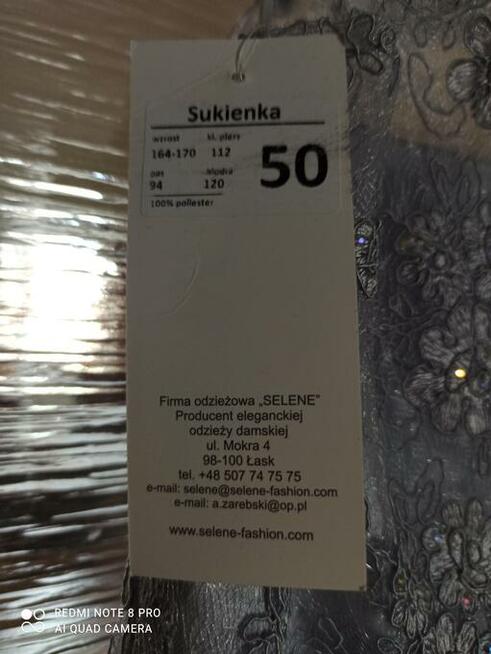 Sukienka
wzrost kl. piers
164-170 112
pas biodra
94 120
50
100% poliester
Firma odzieżowa „SELENE”
Producent eleganckiej
odzieży damskiej
ul. Mokra 4
98-100 Łask
tel. +48 507 74 75 75
e-mail: selene@selene-fashion.com
e-mail: a.zarebski@op.pl
www.selene-fashion.com
REDMI NOTE 8 PRO
AI QUAD CAMERA